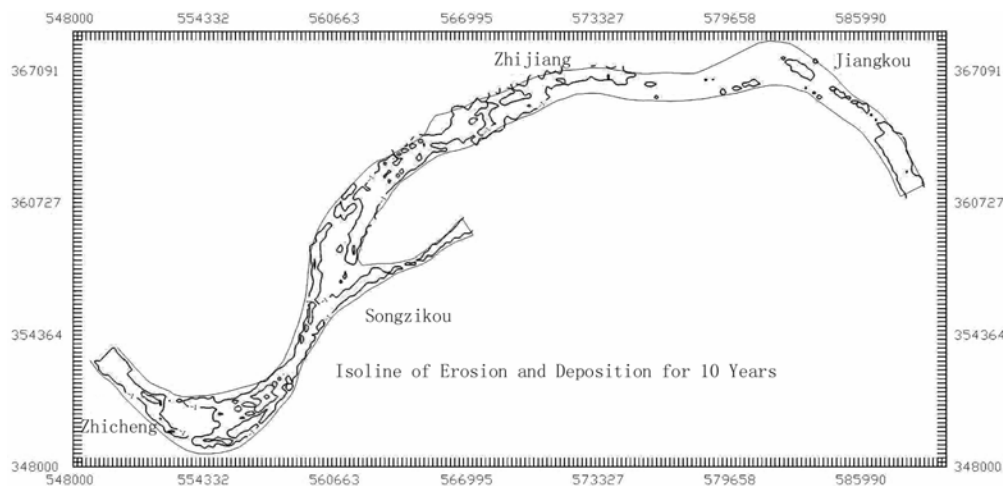 548000 554332 560663 566995 573327 579658 585990
Zhijiang
Jiangkou
367091 367091
360727 360727
Songzikou
354364 354364
Isoline of Erosion and Deposition for 10 Years
Zhicheng
348000 348000
548000 554332 560663 566995 573327 579658 585990